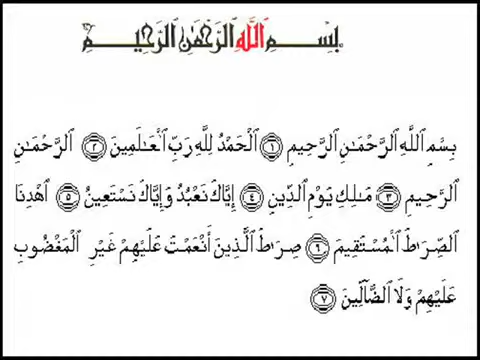 بِسْمِ ٱللَّهِ ٱلرَّحْمَٰنِ ٱلرَّحِيمِ
بِسْمِ ٱللَّهِ ٱلرَّحْمَٰنِ ٱلرَّحِيمِ ١ ٱلْحَمْدُ لِلَّهِ رَبِّ ٱلْعَٰلَمِينَ ٢ ٱلرَّحْمَٰنِ
ٱلرَّحِيمِ ٣ مَٰلِكِ يَوْمِ ٱلدِّينِ ٤ إِيَّاكَ نَعْبُدُ وَإِيَّاكَ نَسْتَعِينُ ٥ ٱهْدِنَا
ٱلصِّرَٰطَ ٱلْمُسْتَقِيمَ ٦ صِرَٰطَ ٱلَّذِينَ أَنْعَمْتَ عَلَيْهِمْ غَيْرِ ٱلْمَغْضُوبِ
عَلَيْهِمْ وَلَا ٱلضَّآلِّينَ ٧